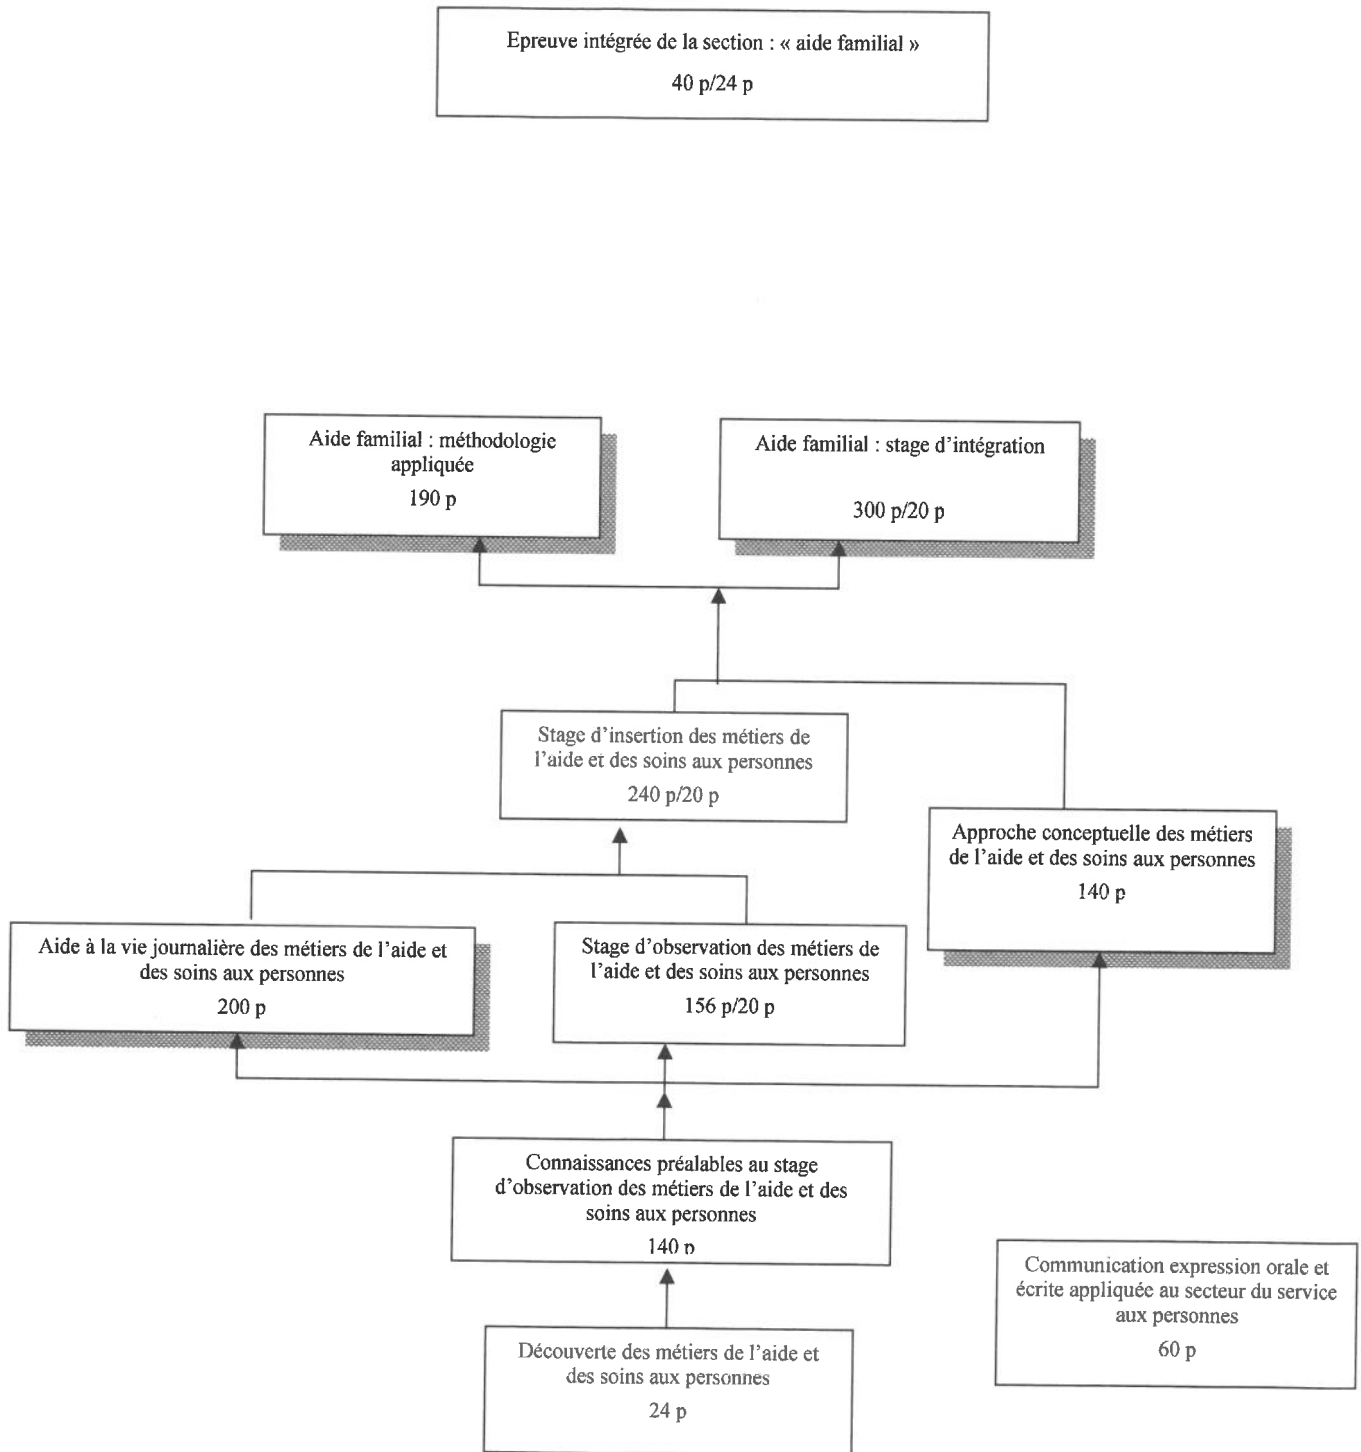 Epreuve intégrée de la section : « aide familial »
40 p/24 p
Aide familial : méthodologie
appliquée
190 p
Aide familial : stage d'intégration
300 p/20 p
Stage d'insertion des métiers de
l'aide et des soins aux personnes
240 p/20 p
Approche conceptuelle des métiers
de l'aide et des soins aux personnes
140 p
Aide à la vie journalière des métiers de l'aide et
des soins aux personnes
200 p
Stage d'observation des métiers de
l'aide et des soins aux personnes
156 p/20 p
Connaissances préalables au stage
d'observation des métiers de l'aide et des
soins aux personnes
140 p
Communication expression orale et
écrite appliquée au secteur du service
aux personnes
60 p
Découverte des métiers de l'aide et
des soins aux personnes
24 p